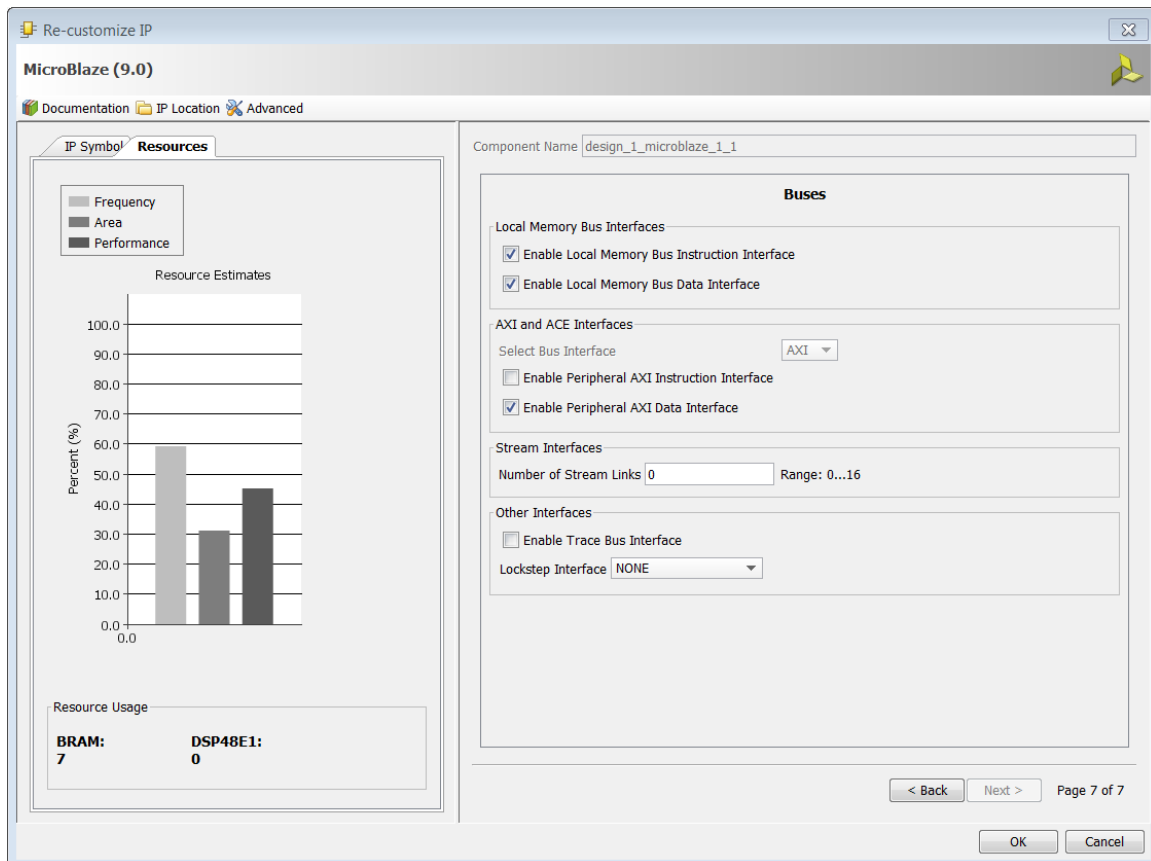 Re-customize IP
MicroBlaze (9.0)
Documentation IP Location Advanced
IP Symbol Resources
Frequency
Area
Performance
Resource Estimates
Percent (%)
100.0
90.0
80.0
70.0
60.0
50.0
40.0
30.0
20.0
10.0
0.0
0.0
Resource Usage
BRAM: DSP48E1:
7 0
Component Name design_1_microblaze_1_1
Buses
Local Memory Bus Interfaces
Enable Local Memory Bus Instruction Interface
Enable Local Memory Bus Data Interface
AXI and ACE Interfaces
Select Bus Interface AXI
Enable Peripheral AXI Instruction Interface
Enable Peripheral AXI Data Interface
Stream Interfaces
Number of Stream Links 0 Range: 0...16
Other Interfaces
Enable Trace Bus Interface
Lockstep Interface NONE
< Back Next > Page 7 of 7
OK Cancel